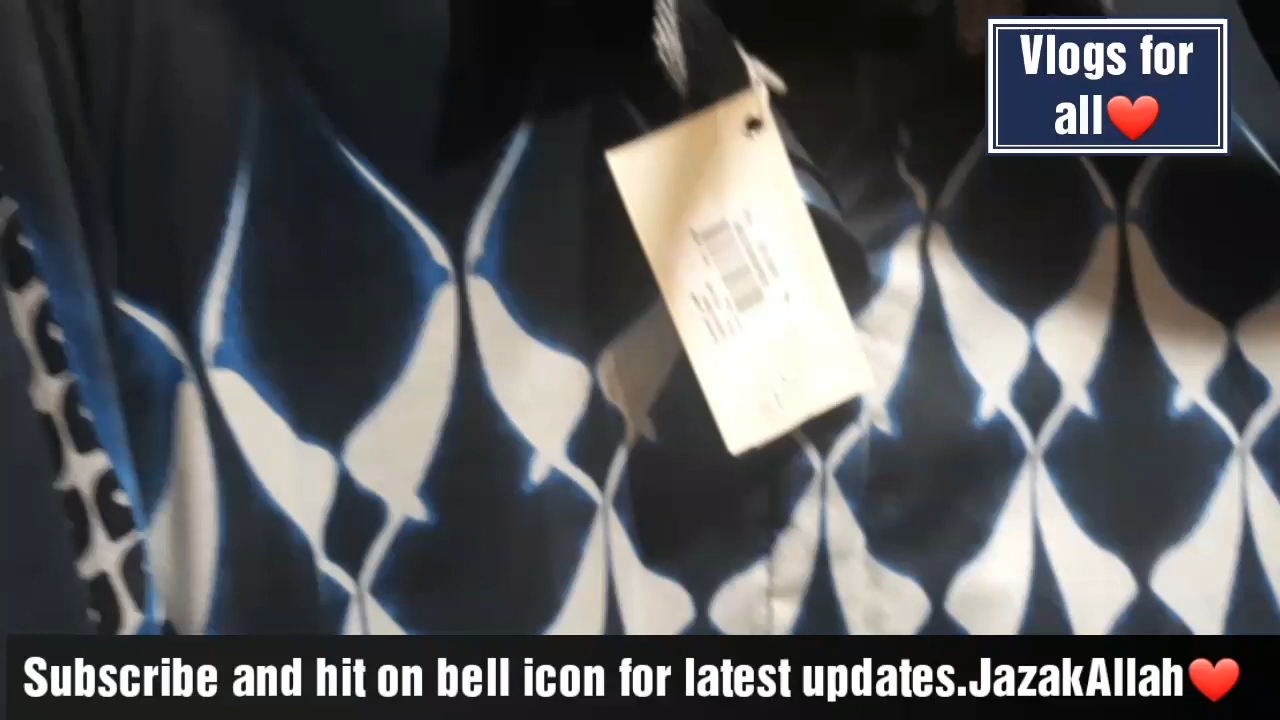 Vlogs for
all❤️
Subscribe and hit on bell icon for latest updates.JazakAllah❤️